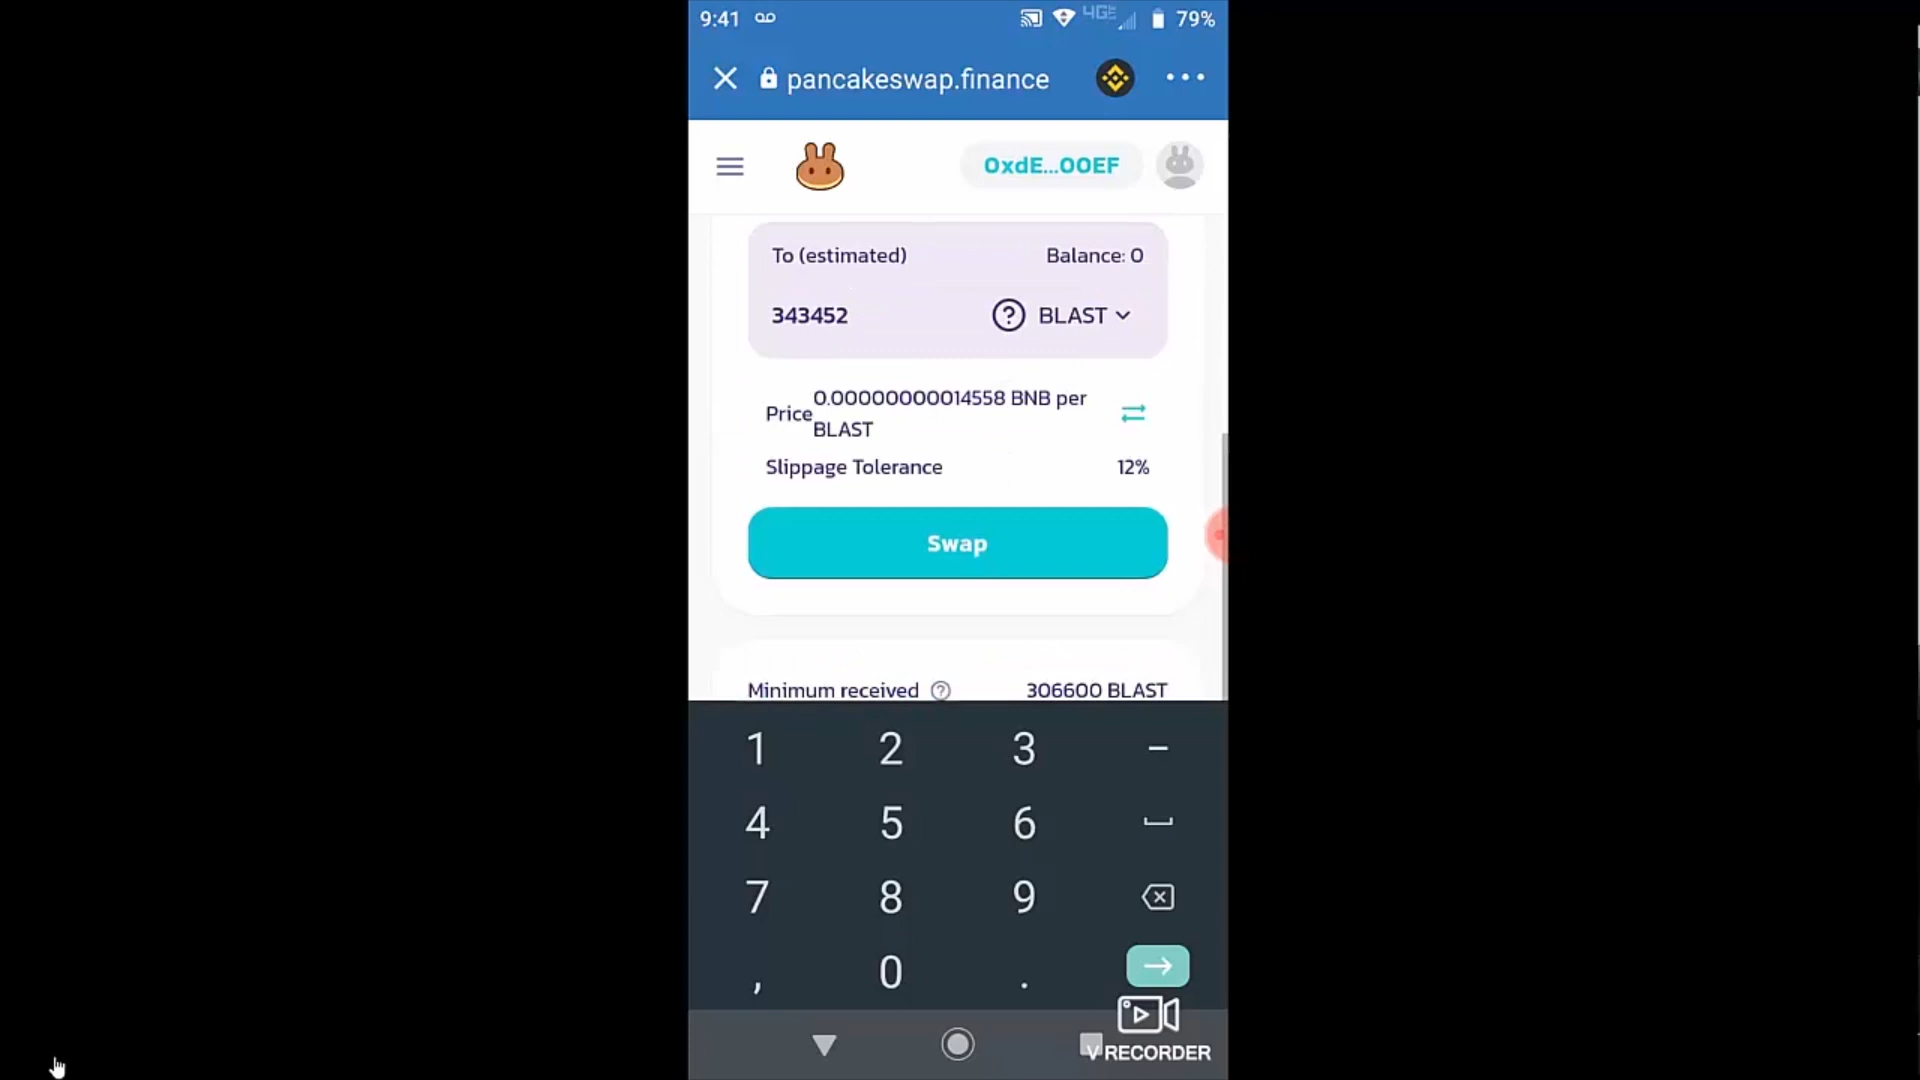 9:41
4GE 79%
pancakeswap.finance
0xdE...00EF
To (estimated) Balance: 0
343452 ? BLAST
Price 0.00000000014558 BNB per BLAST
Slippage Tolerance 12%
Swap
Minimum received ? 306600 BLAST
1 2 3 –
4 5 6
7 8 9
, 0 .
V RECORDER